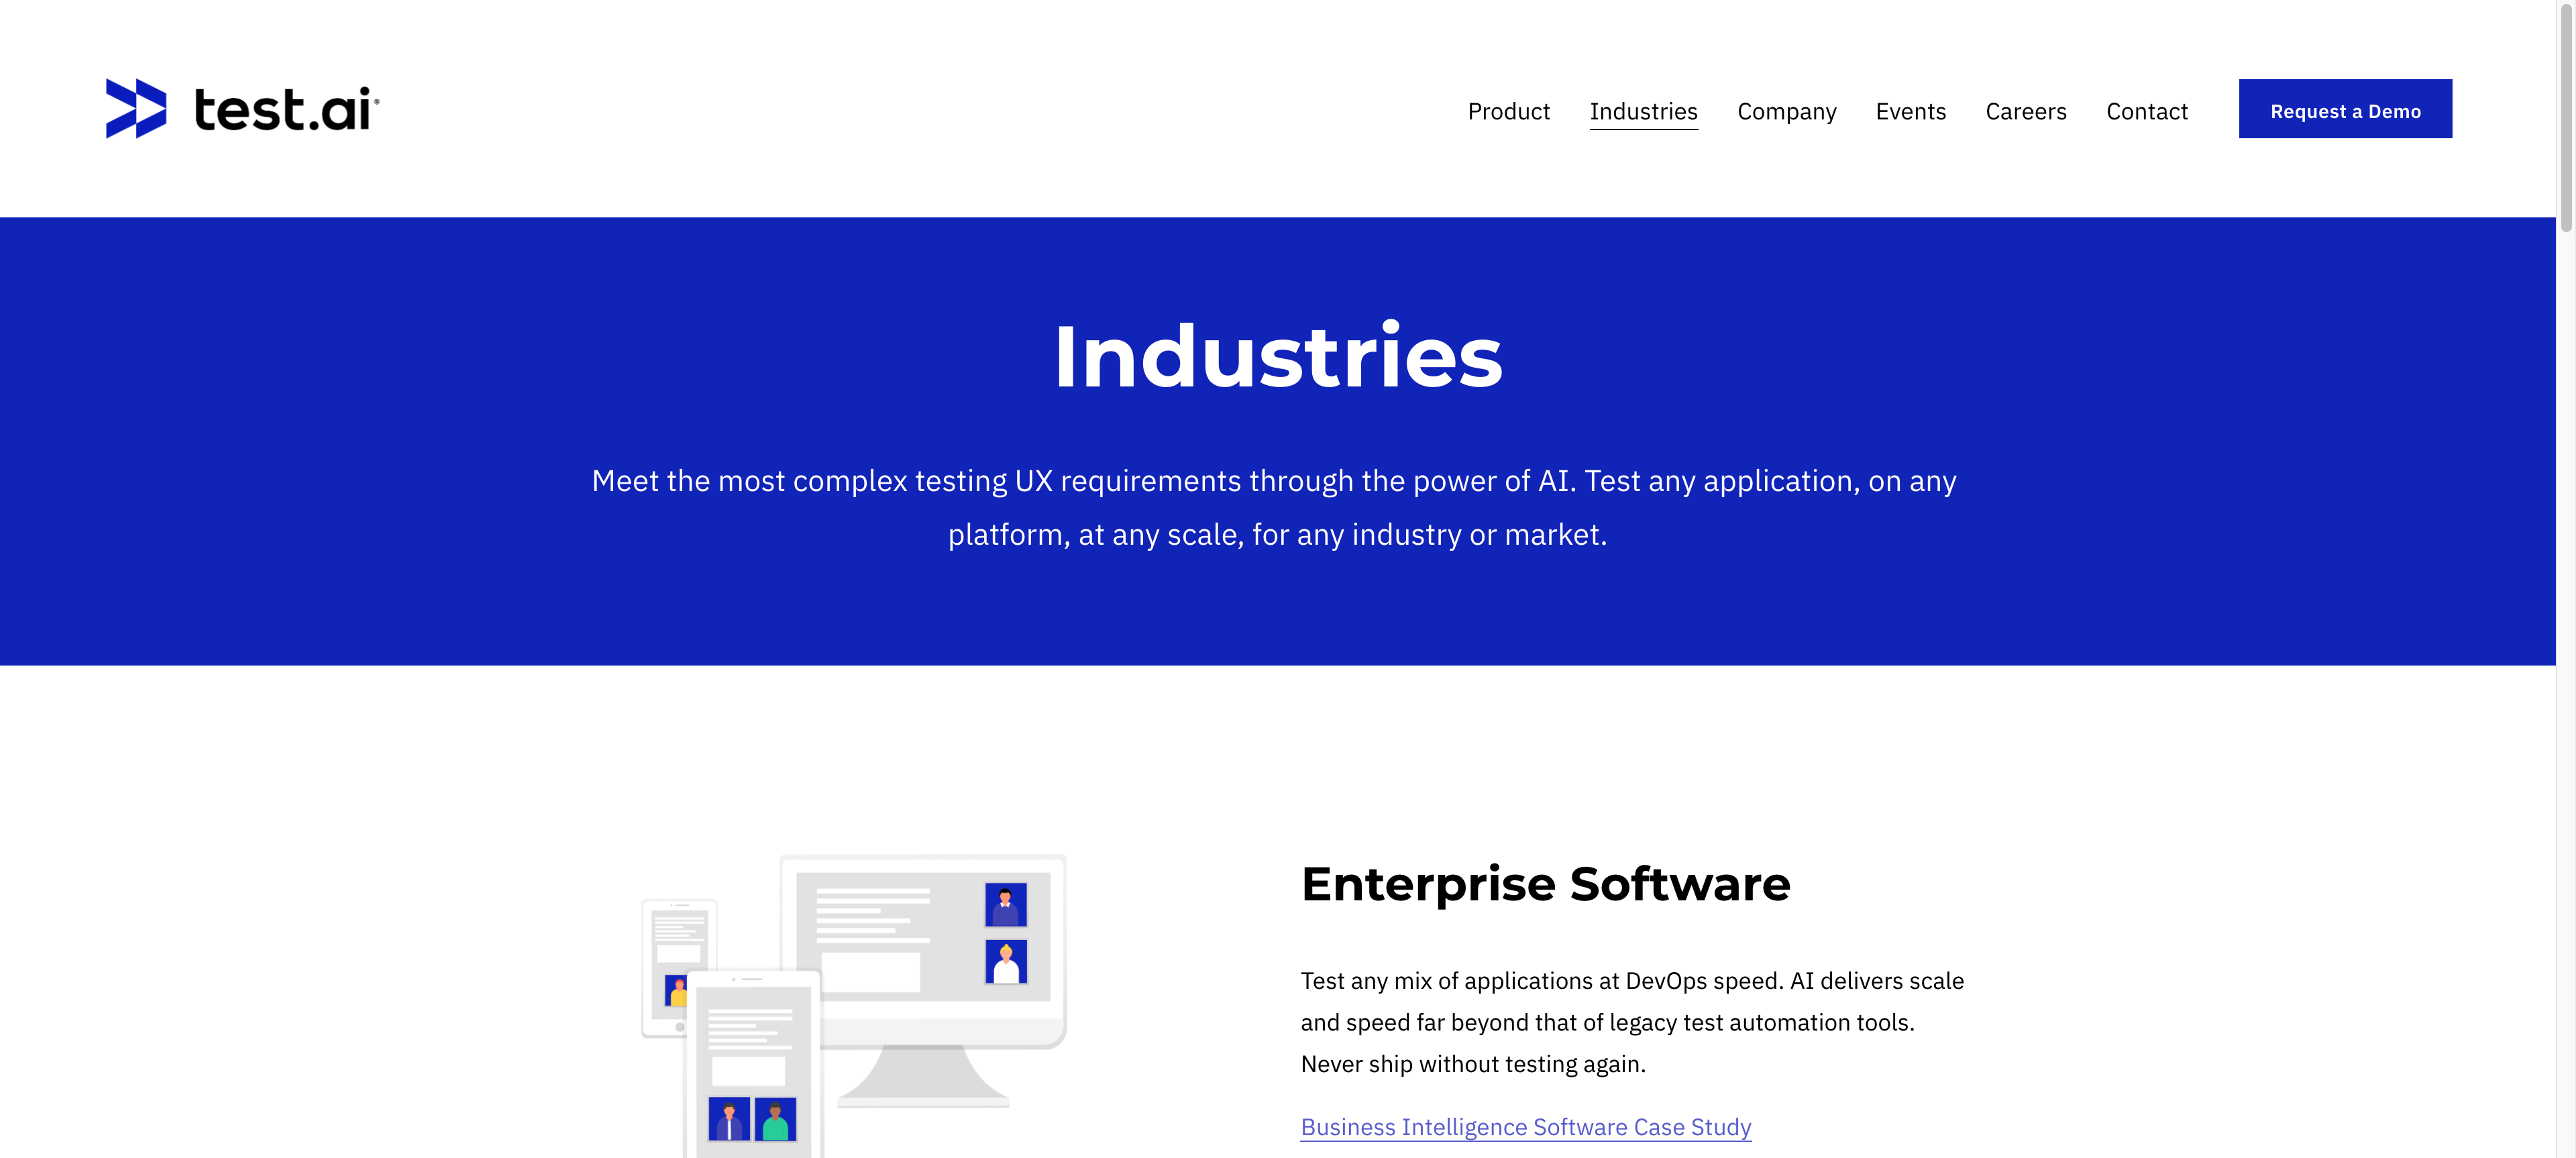 test.ai®
Product Industries Company Events Careers Contact Request a Demo
Industries
Meet the most complex testing UX requirements through the power of AI. Test any application, on any
platform, at any scale, for any industry or market.
Enterprise Software
Test any mix of applications at DevOps speed. AI delivers scale
and speed far beyond that of legacy test automation tools.
Never ship without testing again.
Business Intelligence Software Case Study